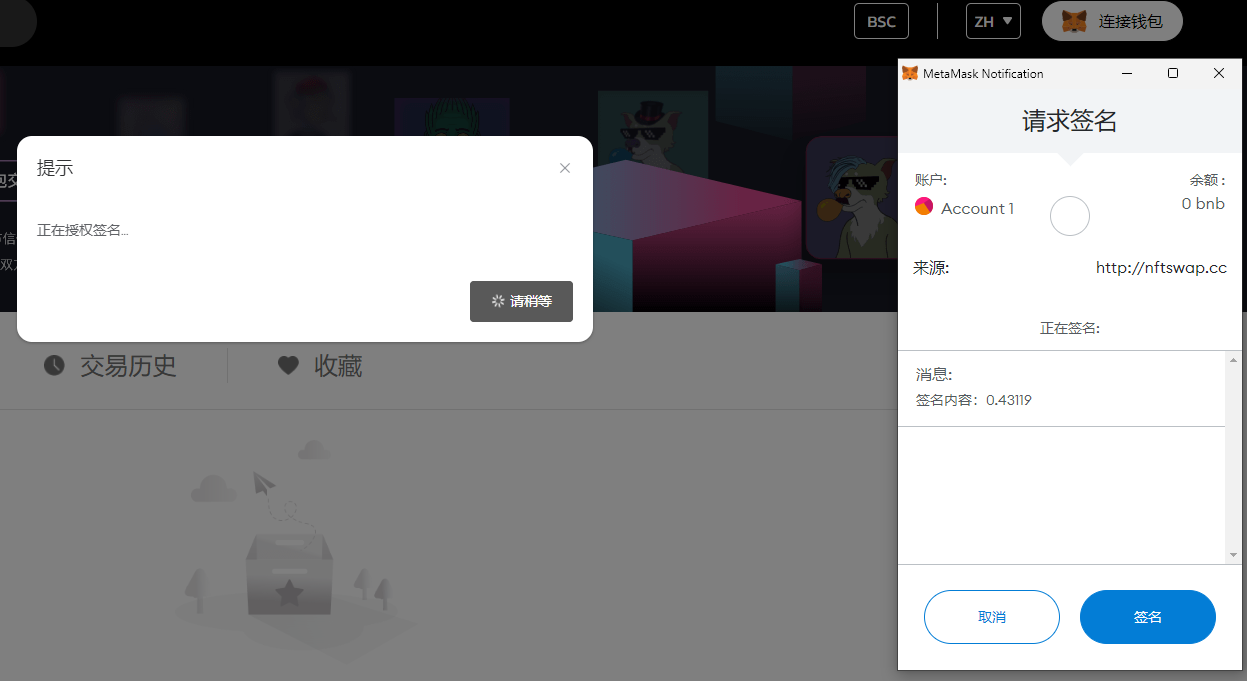 BSC
ZH
连接钱包
MetaMask Notification
请求签名
提示
账户:
余额 :
Account 1
0 bnb
正在授权签名...
来源:
http://nftswap.cc
请稍等
正在签名:
交易历史
收藏
消息:
签名内容：0.43119
取消
签名